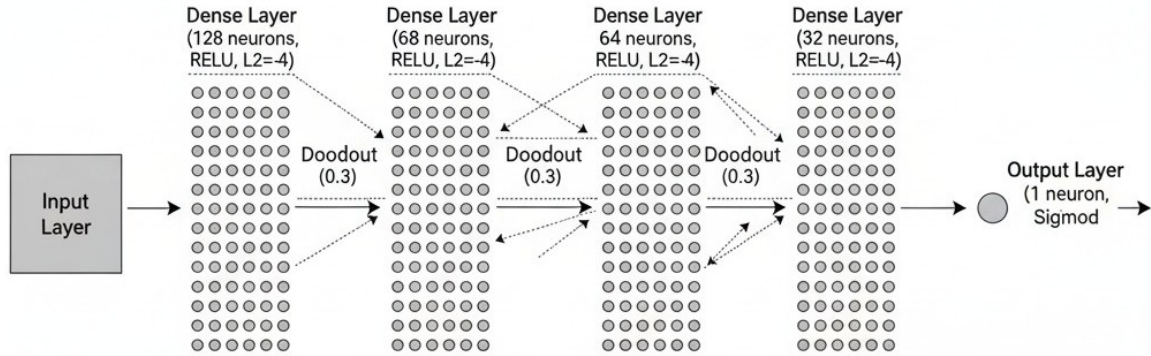 Dense Layer
(128 neurons,
RELU, L2=-4)
Dense Layer
(68 neurons,
RELU, L2=-4)
Dense Layer
64 neurons,
RELU, L2=-4)
Dense Layer
(32 neurons,
RELU, L2=-4)
Input
Layer
Doodout
(0.3)
Doodout
(0.3)
Doodout
(0.3)
Output Layer
(1 neuron,
Sigmod